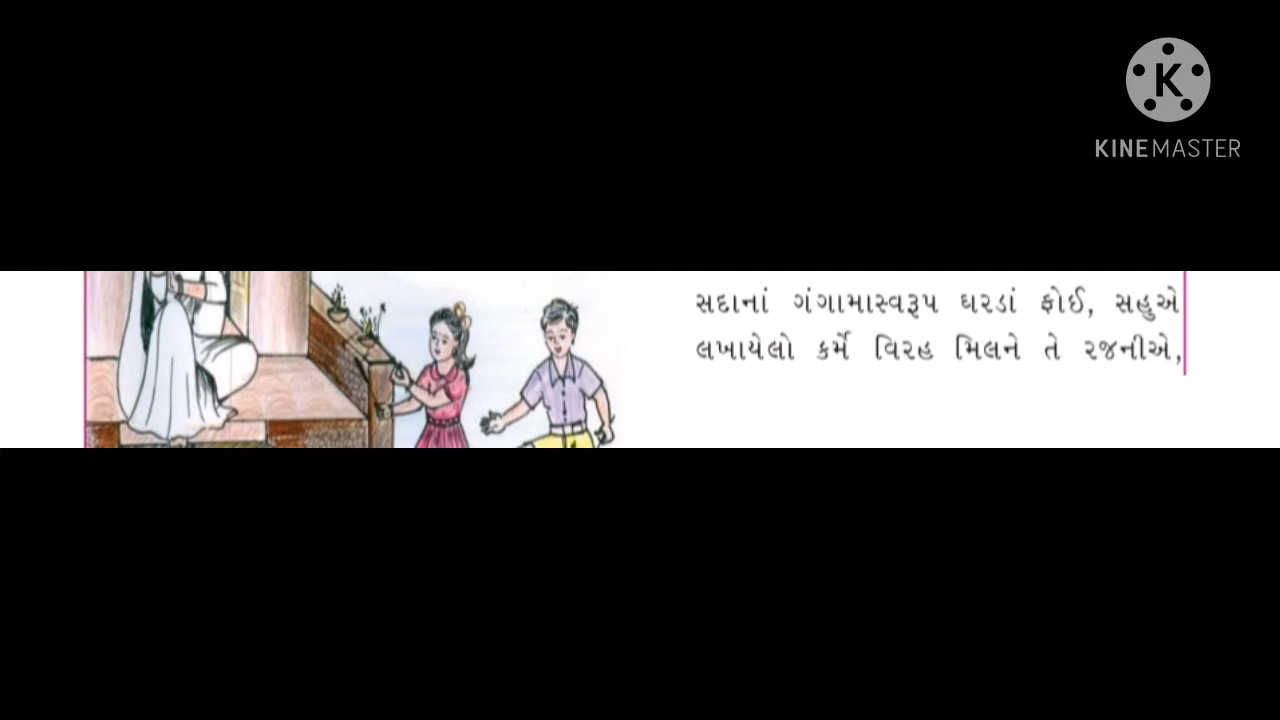 K
KINEMASTER
સદાનાં ગંગામાસ્વરૂપ ઘરડાં ફોઈ, સહુએ
લખાયેલો કર્મે વિરહ મિલને તે રજનીએ,